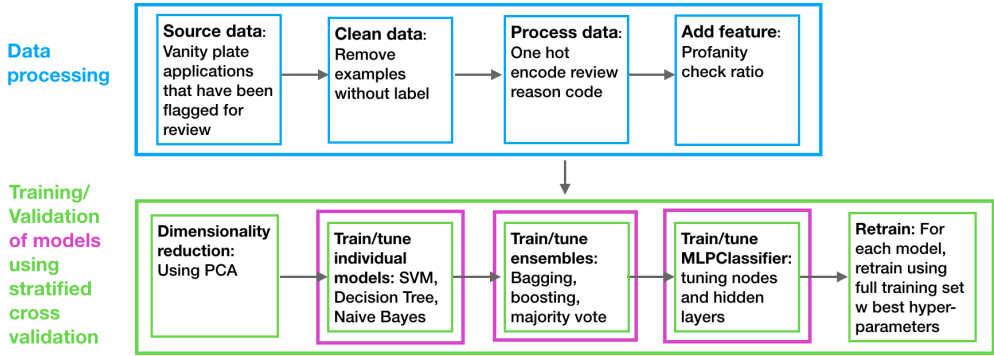 Data
processing
Source data:
Vanity plate
applications
that have been
flagged for
review
Clean data:
Remove
examples
without label
Process data:
One hot
encode review
reason code
Add feature:
Profanity
check ratio
Training/
Validation
of models
using
stratified
cross
validation
Dimensionality
reduction:
Using PCA
Train/tune
individual
models: SVM,
Decision Tree,
Naive Bayes
Train/tune
ensembles:
Bagging,
boosting,
majority vote
Train/tune
MLPClassifier:
tuning nodes
and hidden
layers
Retrain: For
each model,
retrain using
full training set
w best hyper-
parameters